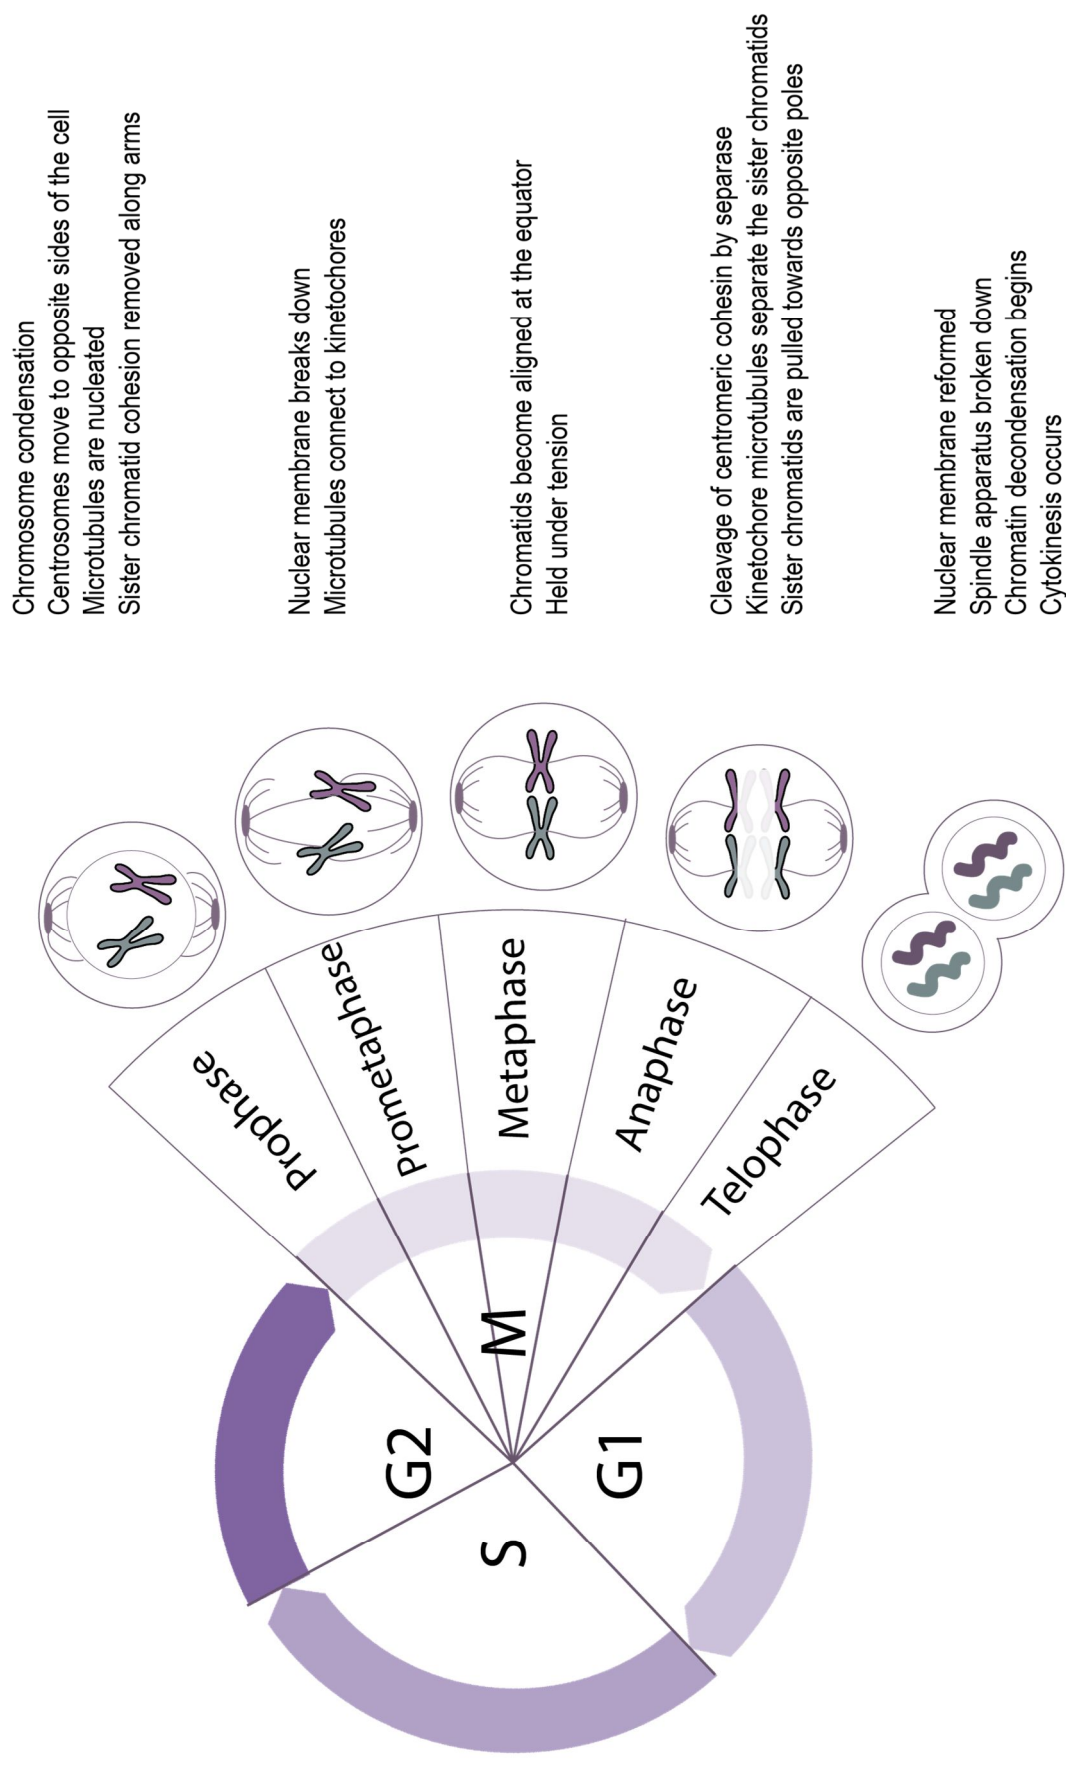 Chromosome condensation
Centrosomes move to opposite sides of the cell
Microtubules are nucleated
Sister chromatid cohesion removed along arms
Nuclear membrane breaks down
Microtubules connect to kinetochores
Chromatids become aligned at the equator
Held under tension
Cleavage of centromeric cohesin by separase
Kinetochore microtubules separate the sister chromatids
Sister chromatids are pulled towards opposite poles
Nuclear membrane reformed
Spindle apparatus broken down
Chromatin decondensation begins
Cytokinesis occurs
Prophase
Prometaphase
Metaphase
Anaphase
Telophase
M
G2
G1
S